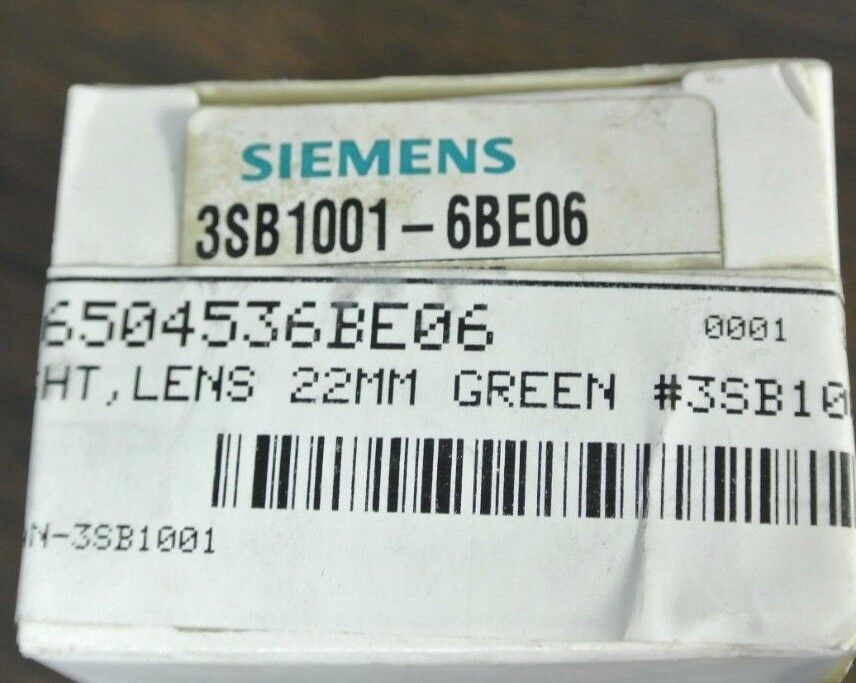 SIEMENS
3SB1001-6BE06
6504536BE06 0001
HT, LENS 22MM GREEN #3SB10
N-3SB1001